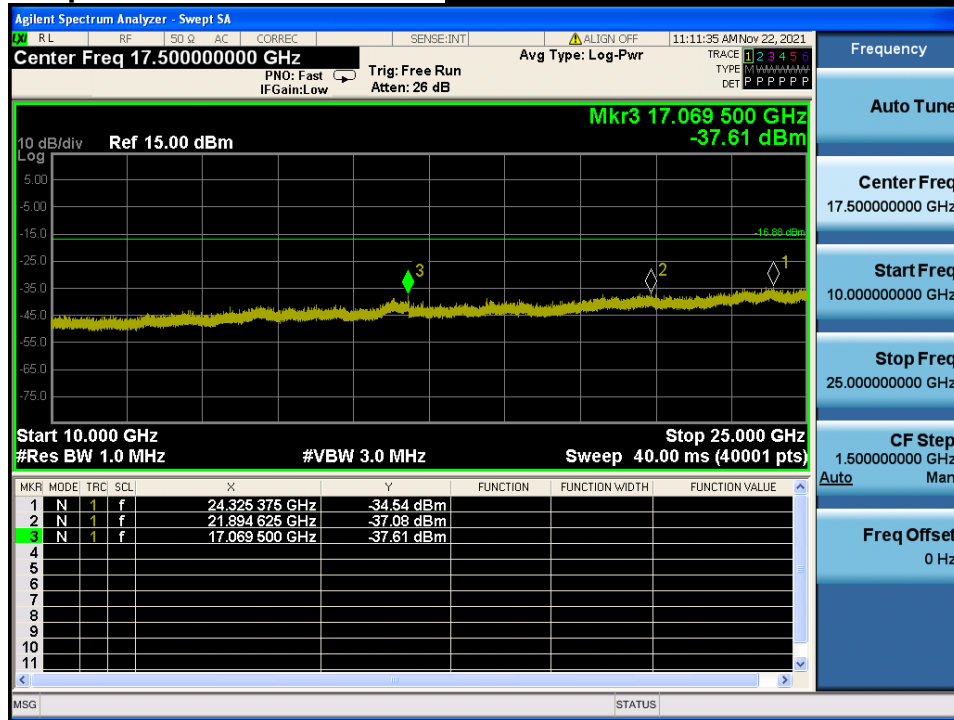 Agilent Spectrum Analyzer - Swept SA
LXI RL RF 50 Ω AC CORREC SENSE:INT ALIGN OFF 11:11:35 AM Nov 22, 2021
Center Freq 17.500000000 GHz
PNO: Fast
IFGain:Low
Trig: Free Run
Atten: 26 dB
Avg Type: Log-Pwr
TRACE 1 2 3 4 5 6
TYPE M
DET P P P P P P
Mkr3 17.069 500 GHz
-37.61 dBm
10 dB/div Ref 15.00 dBm
Log
5.00
-5.00
-15.0
-16.88 dBm
-25.0
3
2
1
-35.0
-45.0
-55.0
-65.0
-75.0
Start 10.000 GHz Stop 25.000 GHz
#Res BW 1.0 MHz #VBW 3.0 MHz Sweep 40.00 ms (40001 pts)
MKR MODE TRC SCL X Y FUNCTION FUNCTION WIDTH FUNCTION VALUE
1 N 1 f 24.325 375 GHz -34.54 dBm
2 N 1 f 21.894 625 GHz -37.08 dBm
3 N 1 f 17.069 500 GHz -37.61 dBm
4
5
6
7
8
9
10
11
MSG STATUS
Frequency
Auto Tune
Center Freq
17.500000000 GHz
Start Freq
10.000000000 GHz
Stop Freq
25.000000000 GHz
CF Step
1.500000000 GHz
Auto Man
Freq Offset
0 Hz